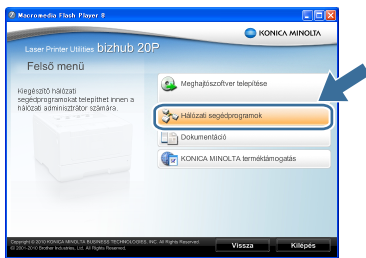 Macromedia Flash Player 8
KONICA MINOLTA
Laser Printer Utilities bizhub 20P
Felső menü
Kiegészítő hálózati
segédprogramokat telepíthet innen a
hálózati adminisztrátor számára.
Meghajtószoftver telepítése
Hálózati segédprogramok
Dokumentáció
KONICA MINOLTA terméktámogatás
Copyright © 2010 KONICA MINOLTA BUSINESS TECHNOLOGIES, INC. All Rights Reserved.
© 2001-2010 Brother Industries, Ltd. All Rights Reserved.
Vissza
Kilépés